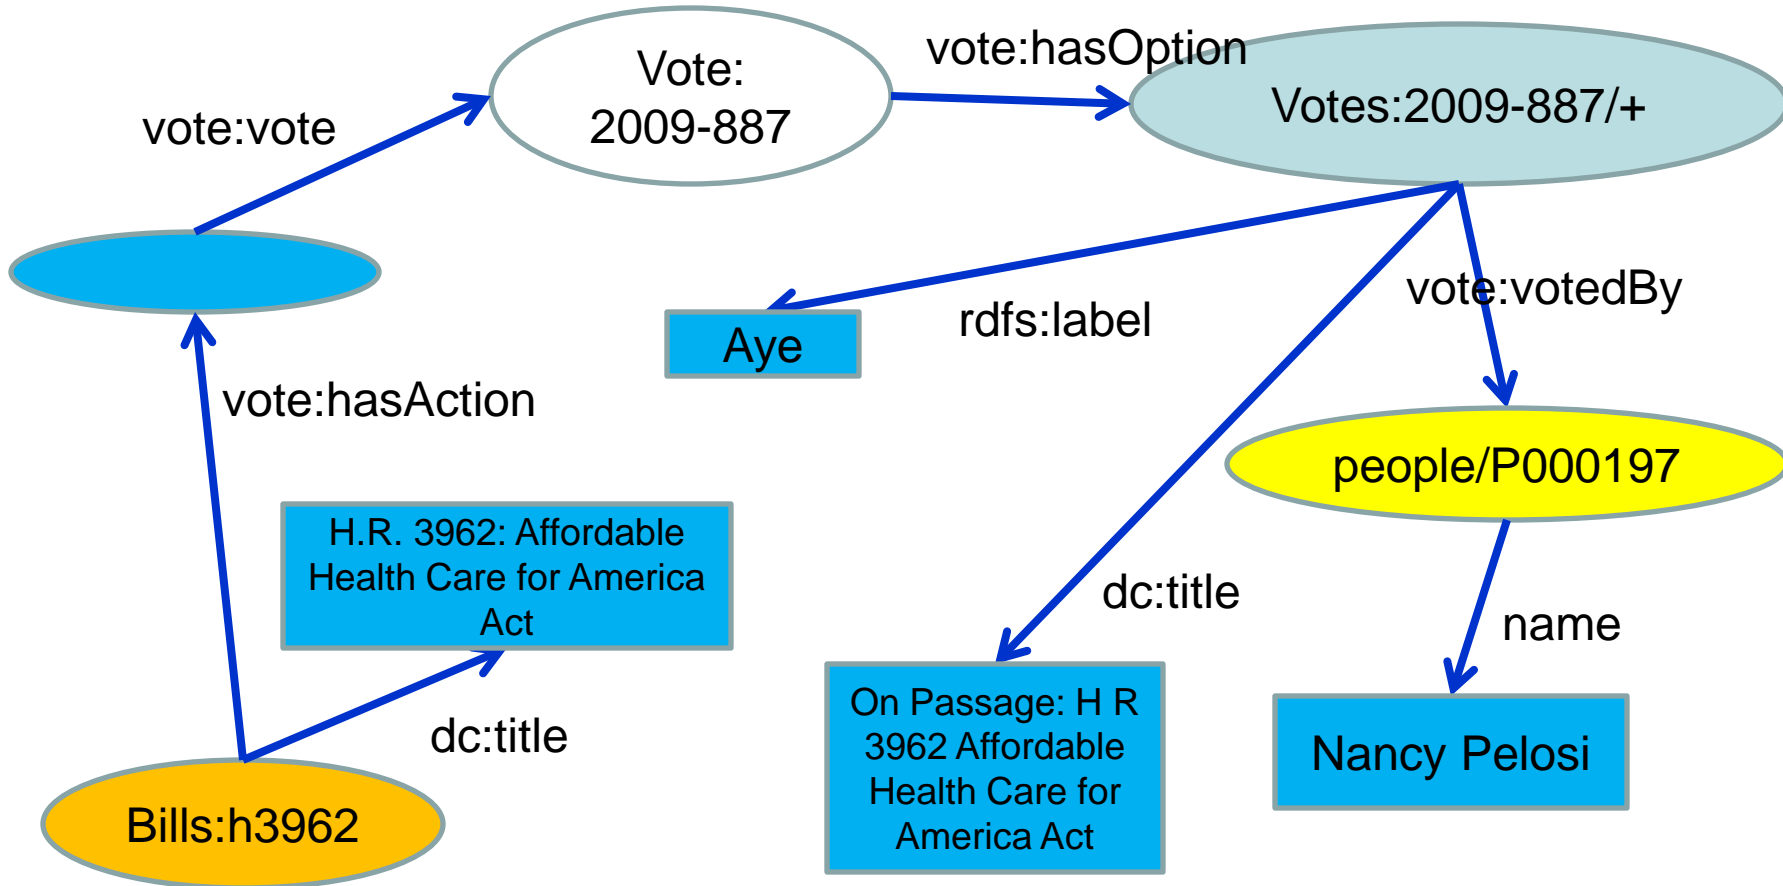 Vote:
2009-887
vote:hasOption
Votes:2009-887/+
vote:vote
vote:votedBy
rdfs:label
Aye
vote:hasAction
people/P000197
H.R. 3962: Affordable
Health Care for America
Act
dc:title
name
dc:title
On Passage: H R
3962 Affordable
Health Care for
America Act
Nancy Pelosi
Bills:h3962